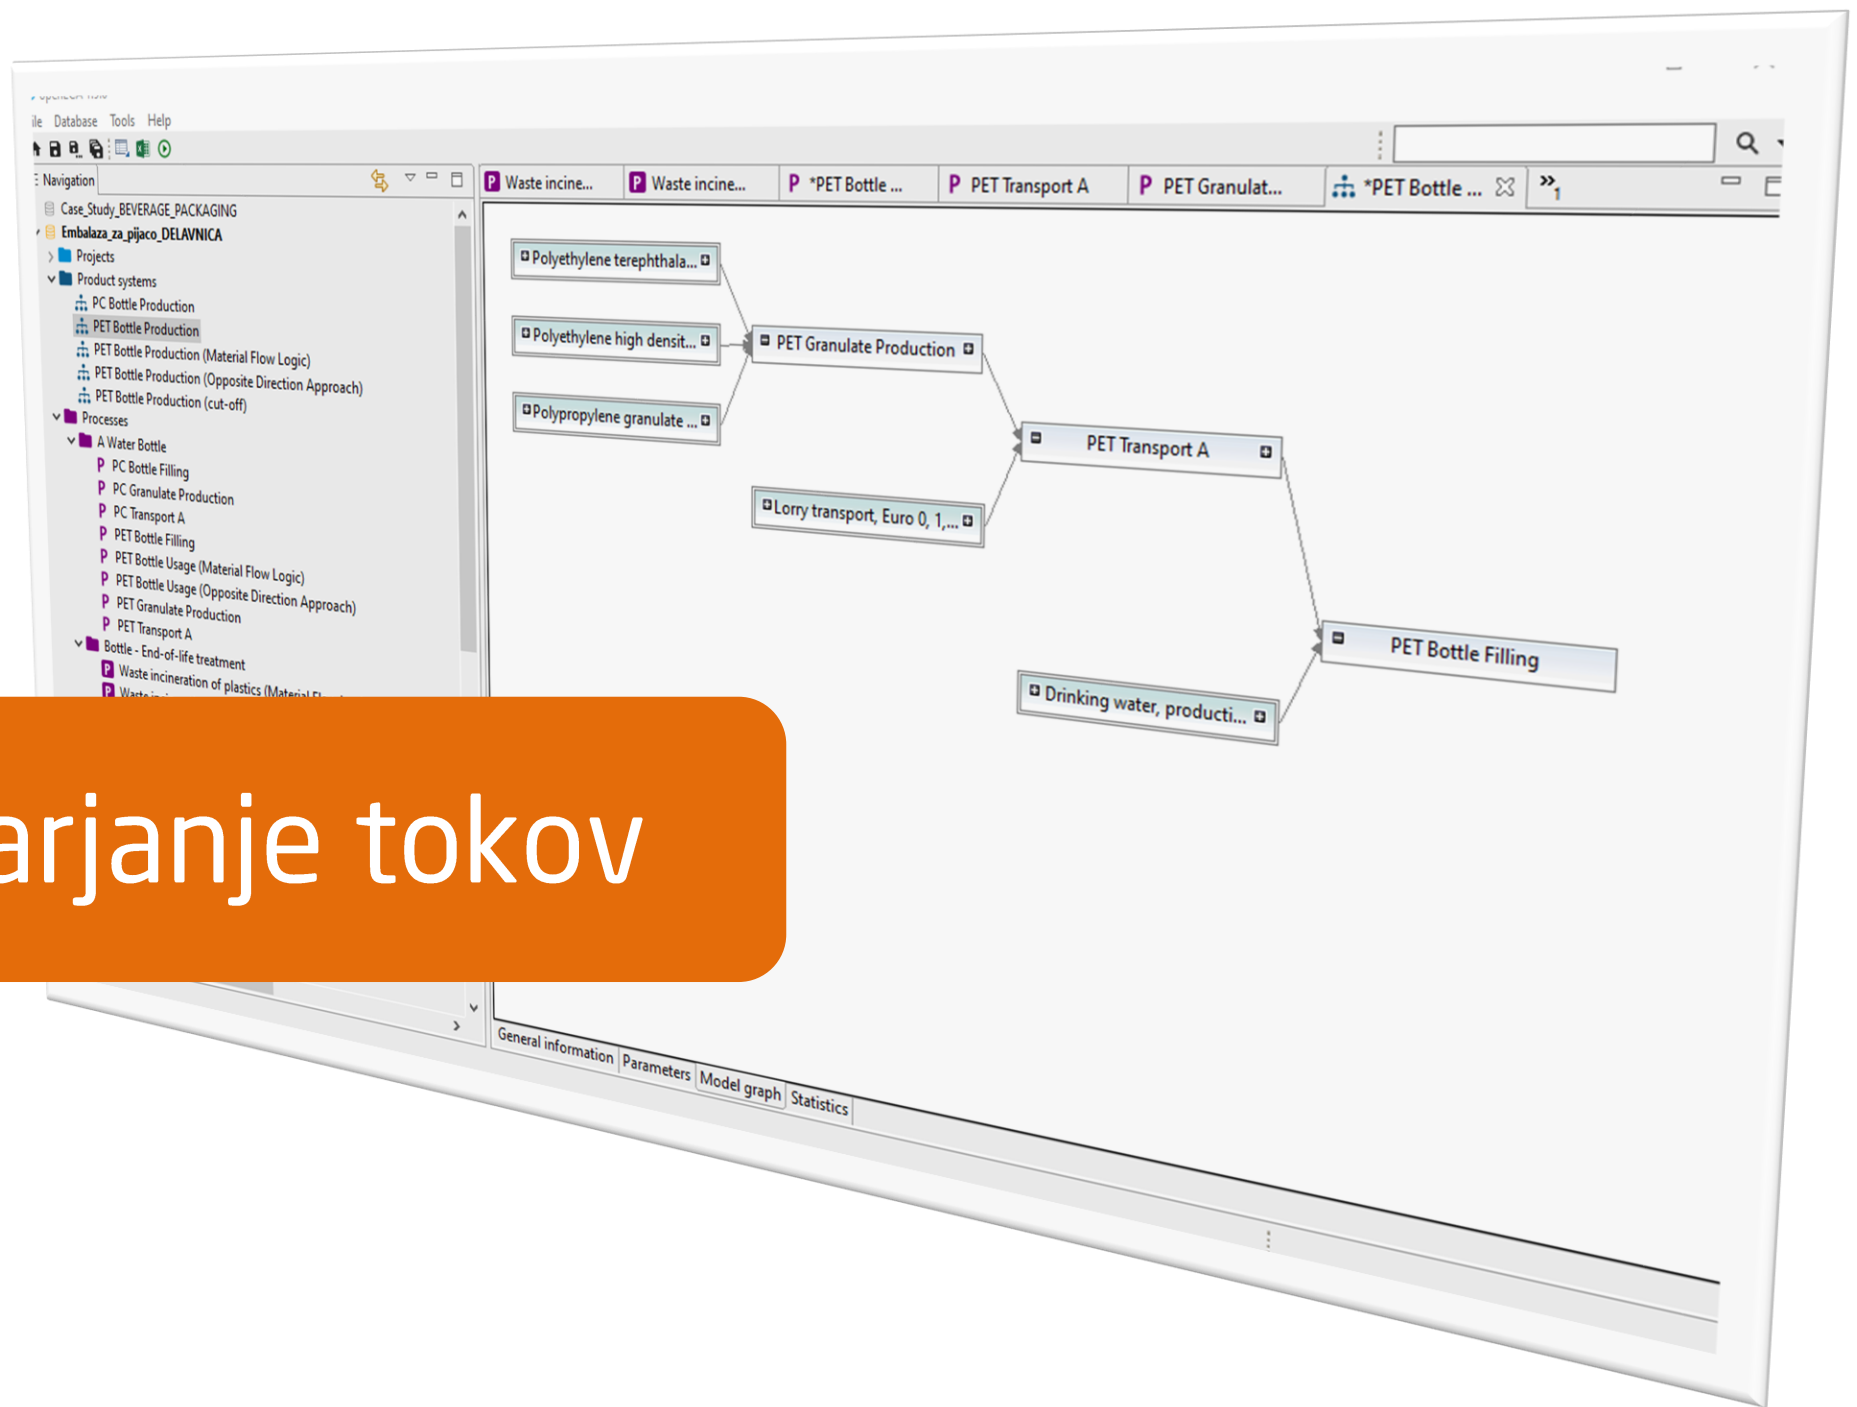 Database Tools Help
Navigation
Waste incine...
Waste incine...
*PET Bottle ...
PET Transport A
PET Granulat...
*PET Bottle ...
»1
Case_Study_BEVERAGE_PACKAGING
Embalaza_za_pijaco_DELAVNICA
Projects
Product systems
PC Bottle Production
PET Bottle Production
PET Bottle Production (Material Flow Logic)
PET Bottle Production (Opposite Direction Approach)
PET Bottle Production (cut-off)
Processes
A Water Bottle
P PC Bottle Filling
P PC Granulate Production
P PC Transport A
P PET Bottle Filling
P PET Bottle Usage (Material Flow Logic)
P PET Bottle Usage (Opposite Direction Approach)
P PET Granulate Production
P PET Transport A
Bottle - End-of-life treatment
P Waste incineration of plastics (Material
Polyethylene terephthala...
Polyethylene high densit...
Polypropylene granulate ...
PET Granulate Production
Lorry transport, Euro 0, 1,...
PET Transport A
Drinking water, producti...
PET Bottle Filling
arjanje tokov
General information
Parameters
Model graph
Statistics